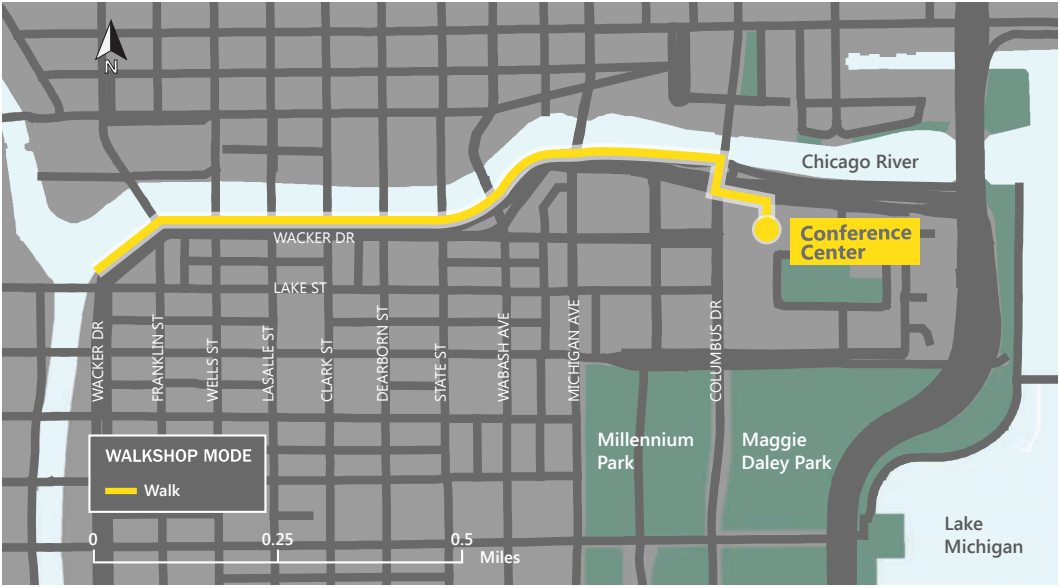 N
Chicago River
Conference
Center
WACKER DR
LAKE ST
WACKER DR
FRANKLIN ST
WELLS ST
LASALLE ST
CLARK ST
DEARBORN ST
STATE ST
WABASH AVE
MICHIGAN AVE
COLUMBUS DR
Millennium
Park
Maggie
Daley Park
WALKSHOP MODE
Walk
0
0.25
0.5
Miles
Lake
Michigan